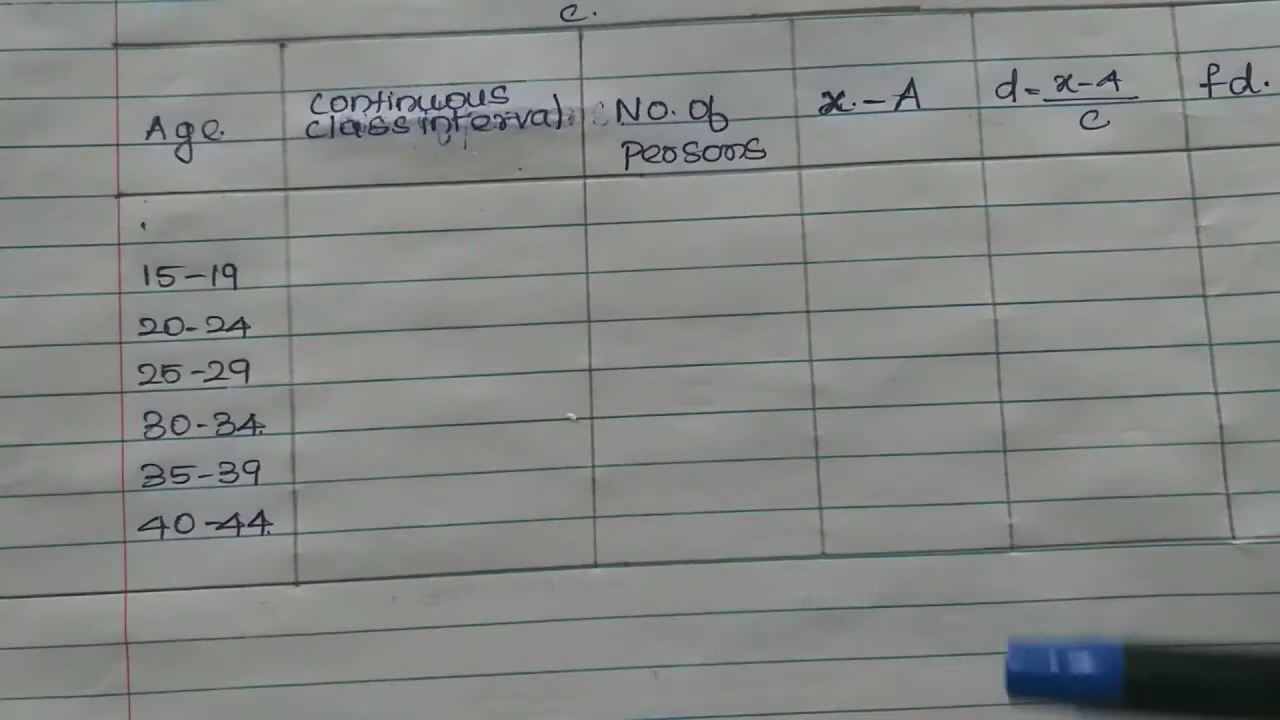 c.
Age.
continuous
class interval
No. of
Persons
x - A
d = x-A
c
fd.
15-19
20-24
25-29
30-34.
35-39
40-44.